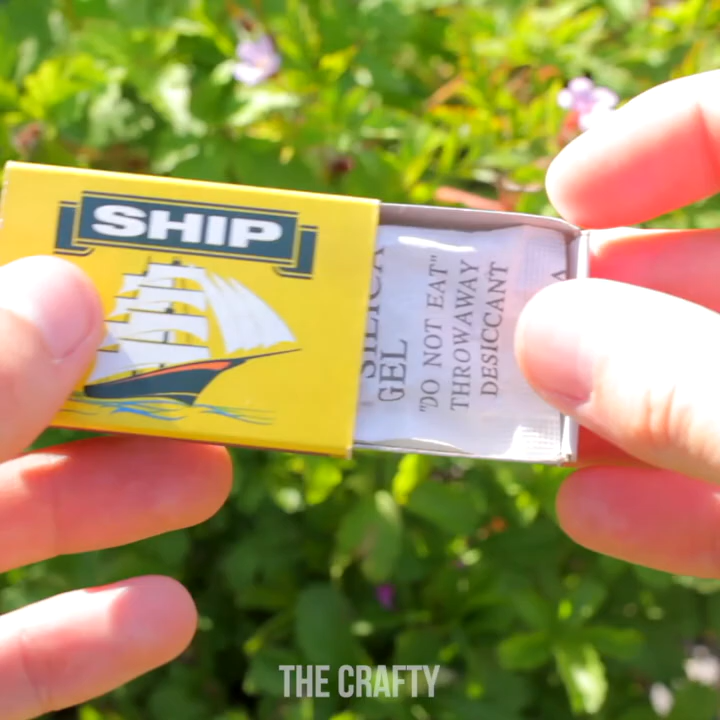 SHIP
SILICA
GEL
"DO NOT EAT"
THROWAWAY
DESICCANT
THE CRAFTY